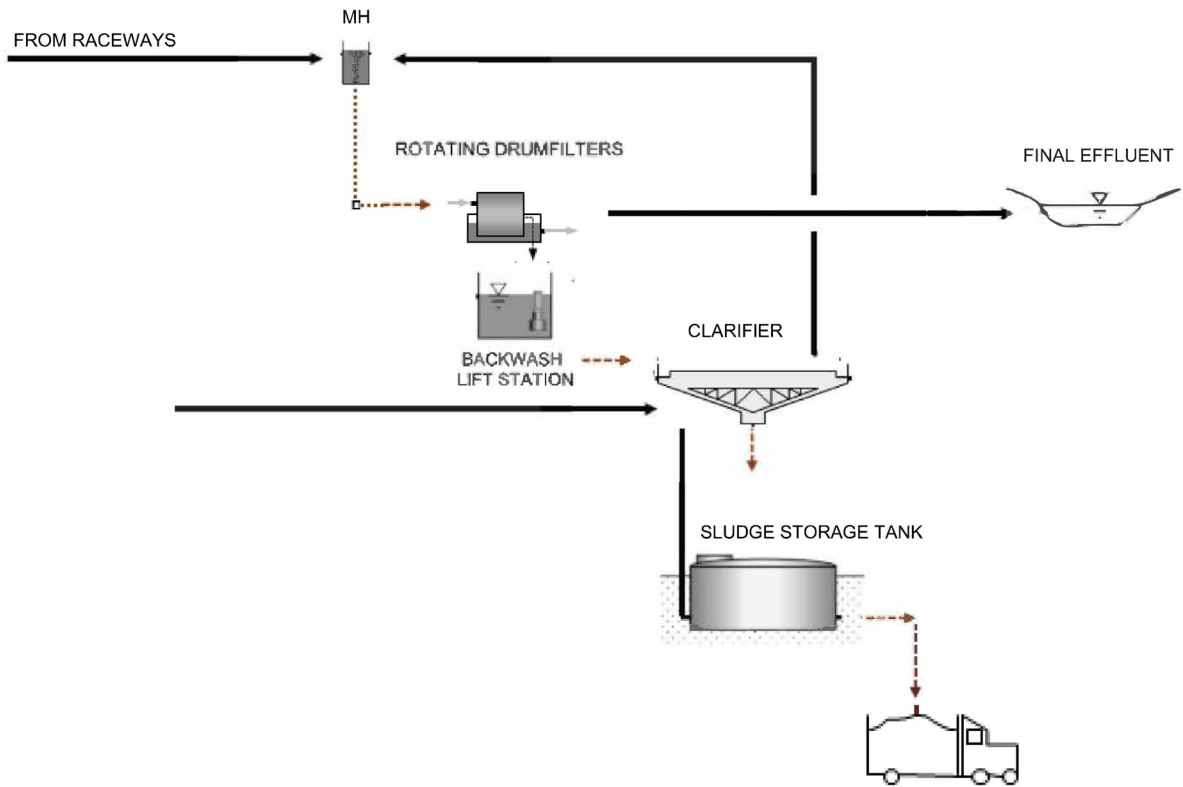 MH
FROM RACEWAYS
ROTATING DRUMFILTERS
FINAL EFFLUENT
CLARIFIER
BACKWASH
LIFT STATION
SLUDGE STORAGE TANK